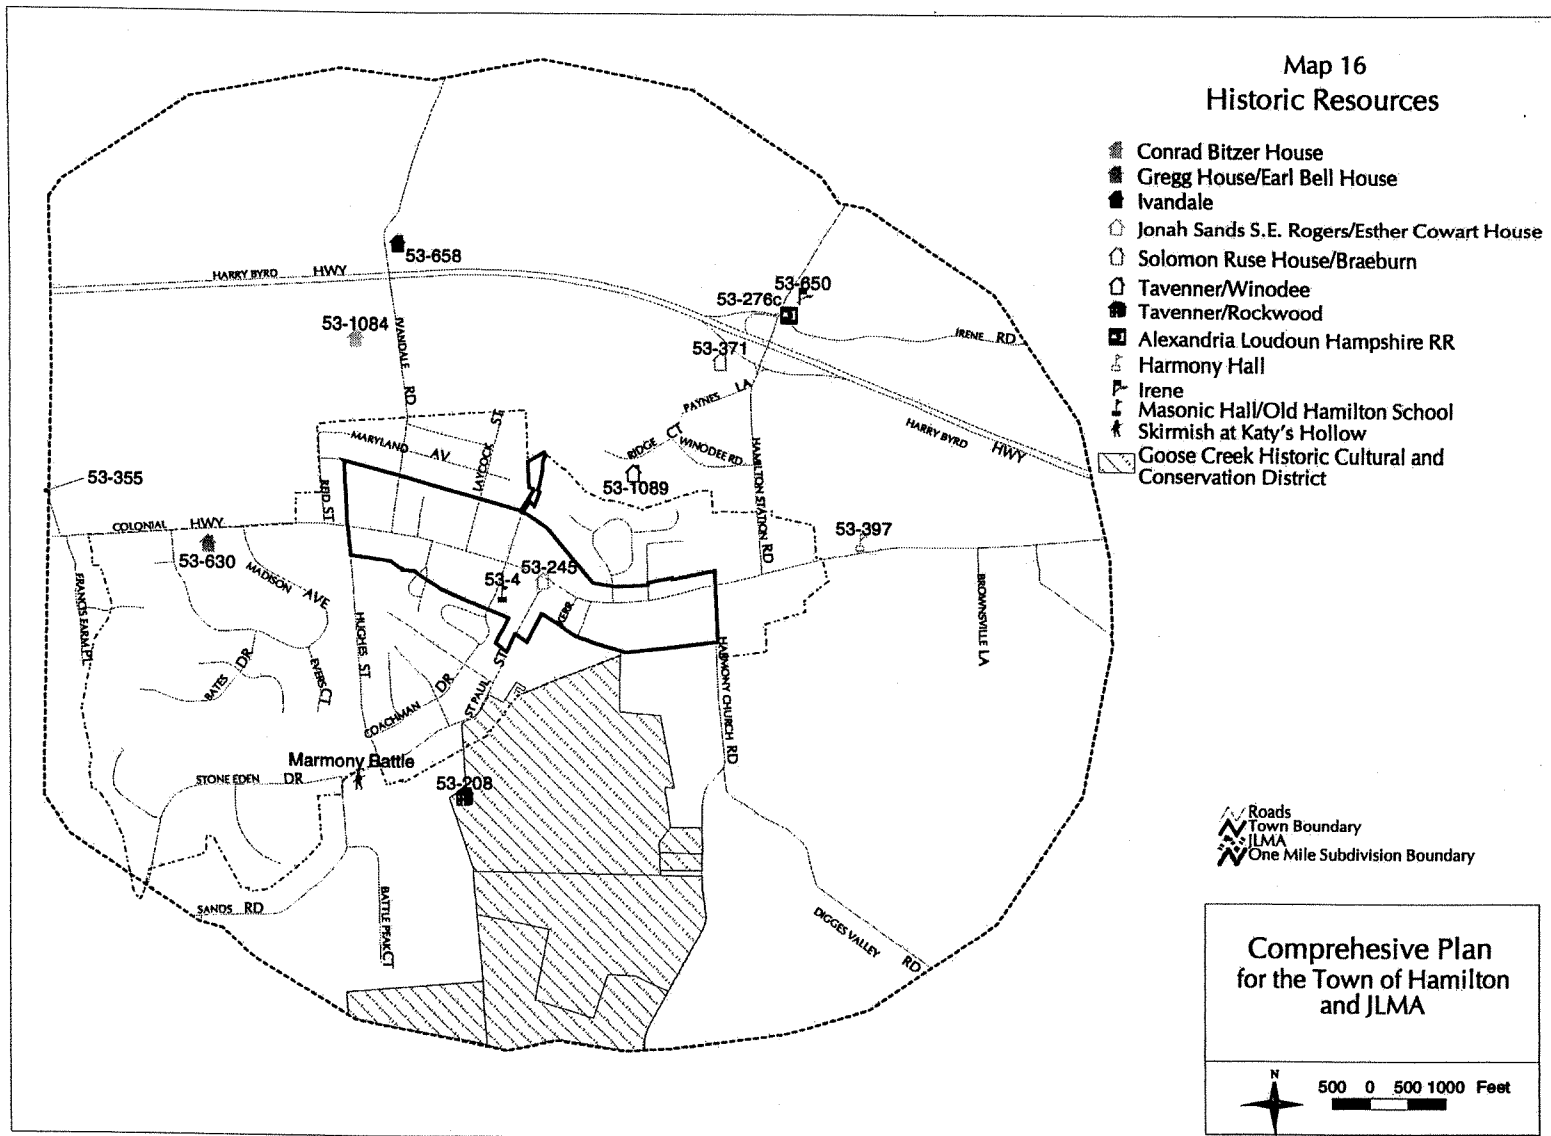 Map 16
Historic Resources
Conrad Bitzer House
Gregg House/Earl Bell House
Ivandale
Jonah Sands S.E. Rogers/Esther Cowart House
Solomon Ruse House/Braeburn
Tavenner/Winodee
Tavenner/Rockwood
Alexandria Loudoun Hampshire RR
Harmony Hall
Irene
Masonic Hall/Old Hamilton School
Skirmish at Katy's Hollow
Goose Creek Historic Cultural and
Conservation District
53-658
HARRY BYRD HWY
53-650
53-276c
53-1084
IVANDALE RD
IRENE RD
53-371
PAYNES LA
HARRY BYRD HWY
MARYLAND AV
LAYCOCK ST
RIDGE CT
WINODEE RD
HAMILTON STATION RD
53-355
REID ST
53-1089
COLONIAL HWY
53-397
53-630
MADISON AVE
53-245
53-4
FRANCIS FARM PL
HUGHES ST
KERR
BROWNSVILLE LA
BATES DR
EVERS CT
COACHMAN DR
ST PAUL ST
HARMONY CHURCH RD
Marmony Battle
STONE EDEN DR
53-208
SANDS RD
BATTLE PEAK CT
DIGGES VALLEY RD
Roads
Town Boundary
JLMA
One Mile Subdivision Boundary
Comprehesive Plan
for the Town of Hamilton
and JLMA
N
500 0 500 1000 Feet